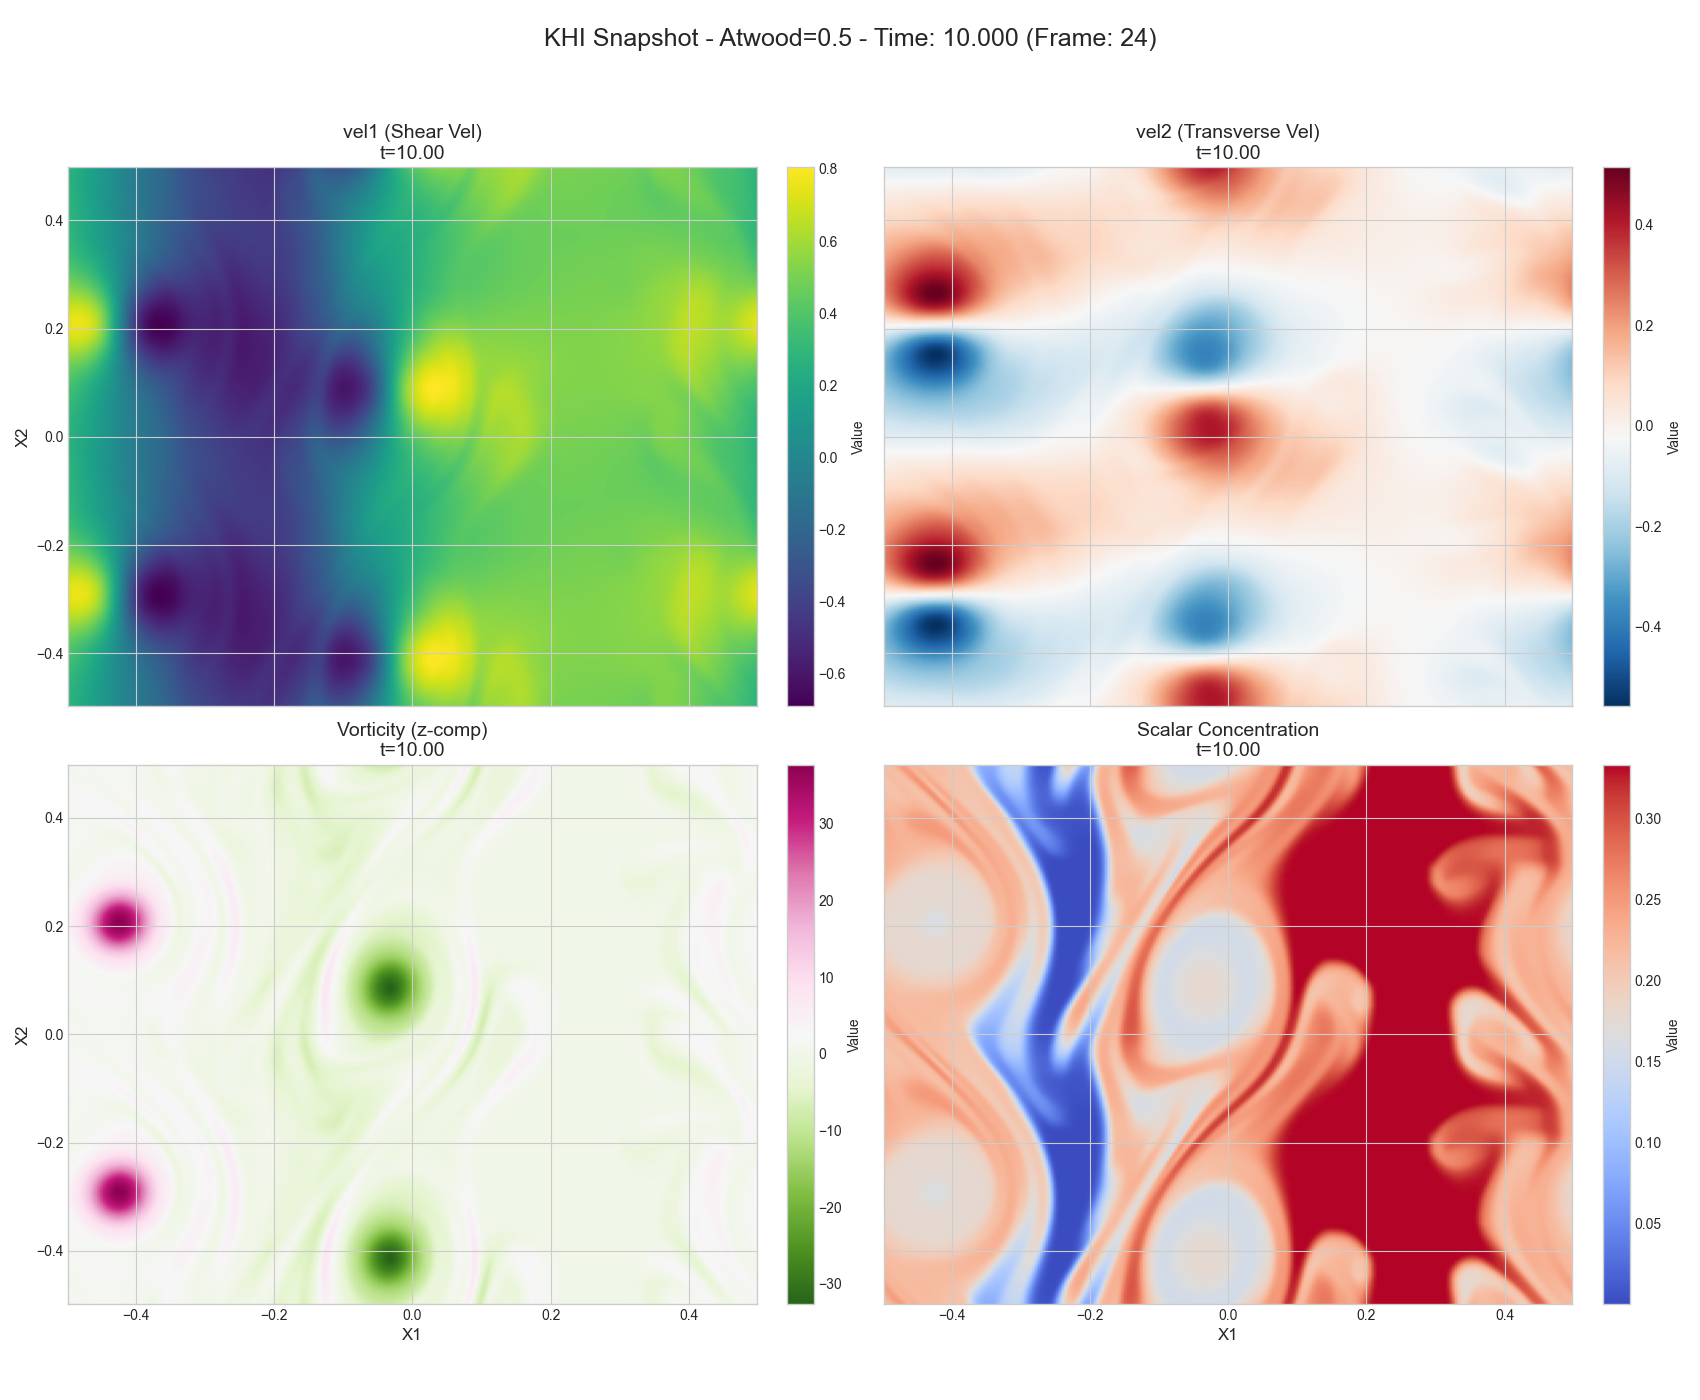 KHI Snapshot - Atwood=0.5 - Time: 10.000 (Frame: 24)
vel1 (Shear Vel)
t=10.00
X2
0.4
0.2
0.0
−0.2
−0.4
0.8
0.6
0.4
0.2
0.0
−0.2
−0.4
−0.6
Value
vel2 (Transverse Vel)
t=10.00
0.4
0.2
0.0
−0.2
−0.4
Value
Vorticity (z-comp)
t=10.00
X2
0.4
0.2
0.0
−0.2
−0.4
−0.4
−0.2
0.0
0.2
0.4
X1
30
20
10
0
−10
−20
−30
Value
Scalar Concentration
t=10.00
−0.4
−0.2
0.0
0.2
0.4
X1
0.30
0.25
0.20
0.15
0.10
0.05
Value